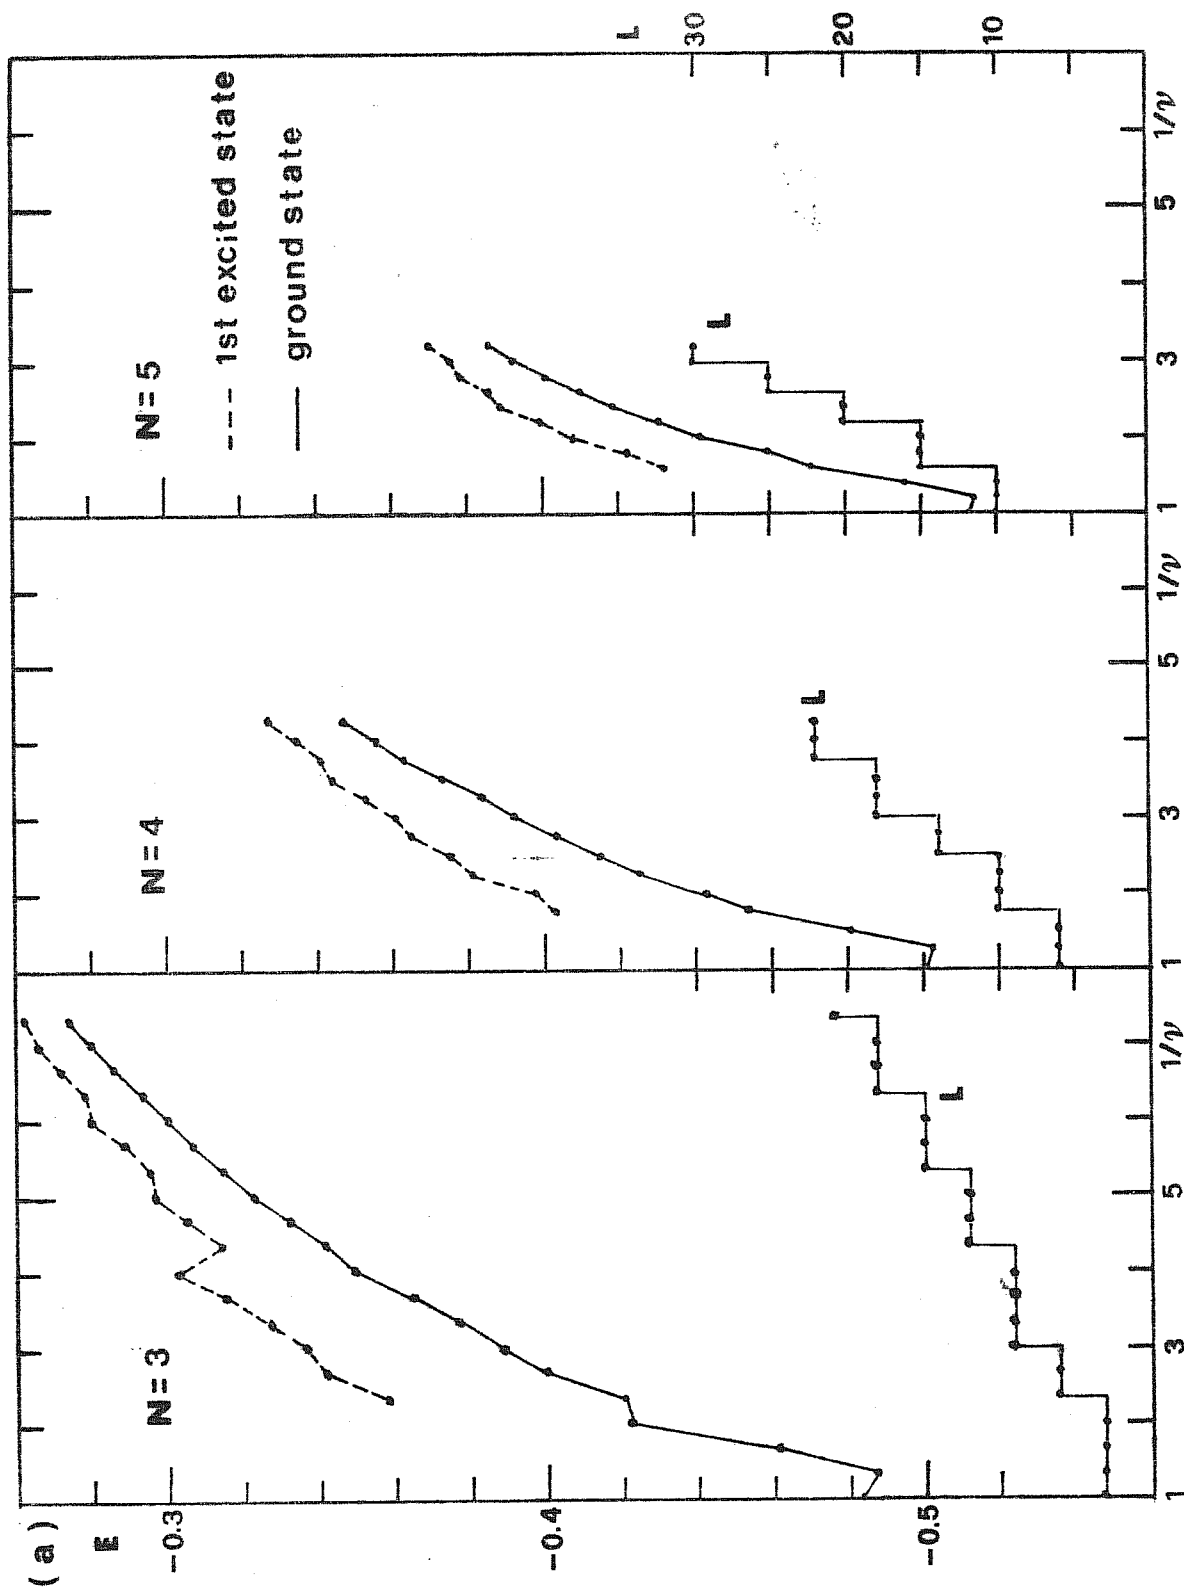 (a)
E
-0.3
-0.4
-0.5
N=3
L
1
3
5
1/ν
N=4
L
1
3
5
1/ν
N=5
--- 1st excited state
— ground state
L
1
3
5
1/ν
L
30
20
10